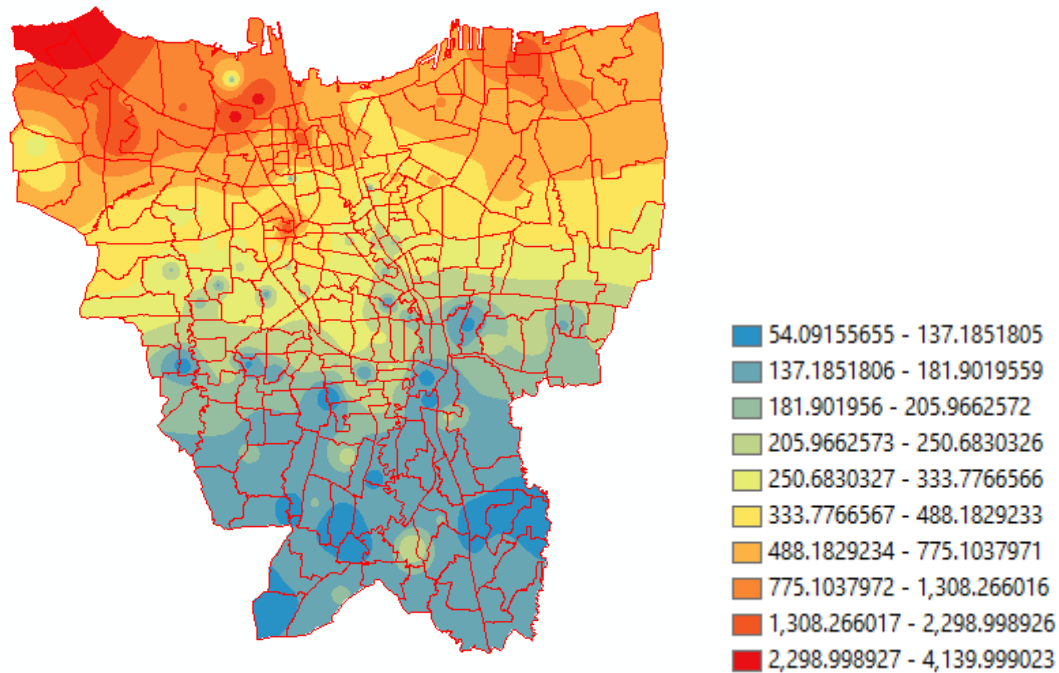 54.09155655 - 137.1851805
137.1851806 - 181.9019559
181.901956 - 205.9662572
205.9662573 - 250.6830326
250.6830327 - 333.7766566
333.7766567 - 488.1829233
488.1829234 - 775.1037971
775.1037972 - 1,308.266016
1,308.266017 - 2,298.998926
2,298.998927 - 4,139.999023